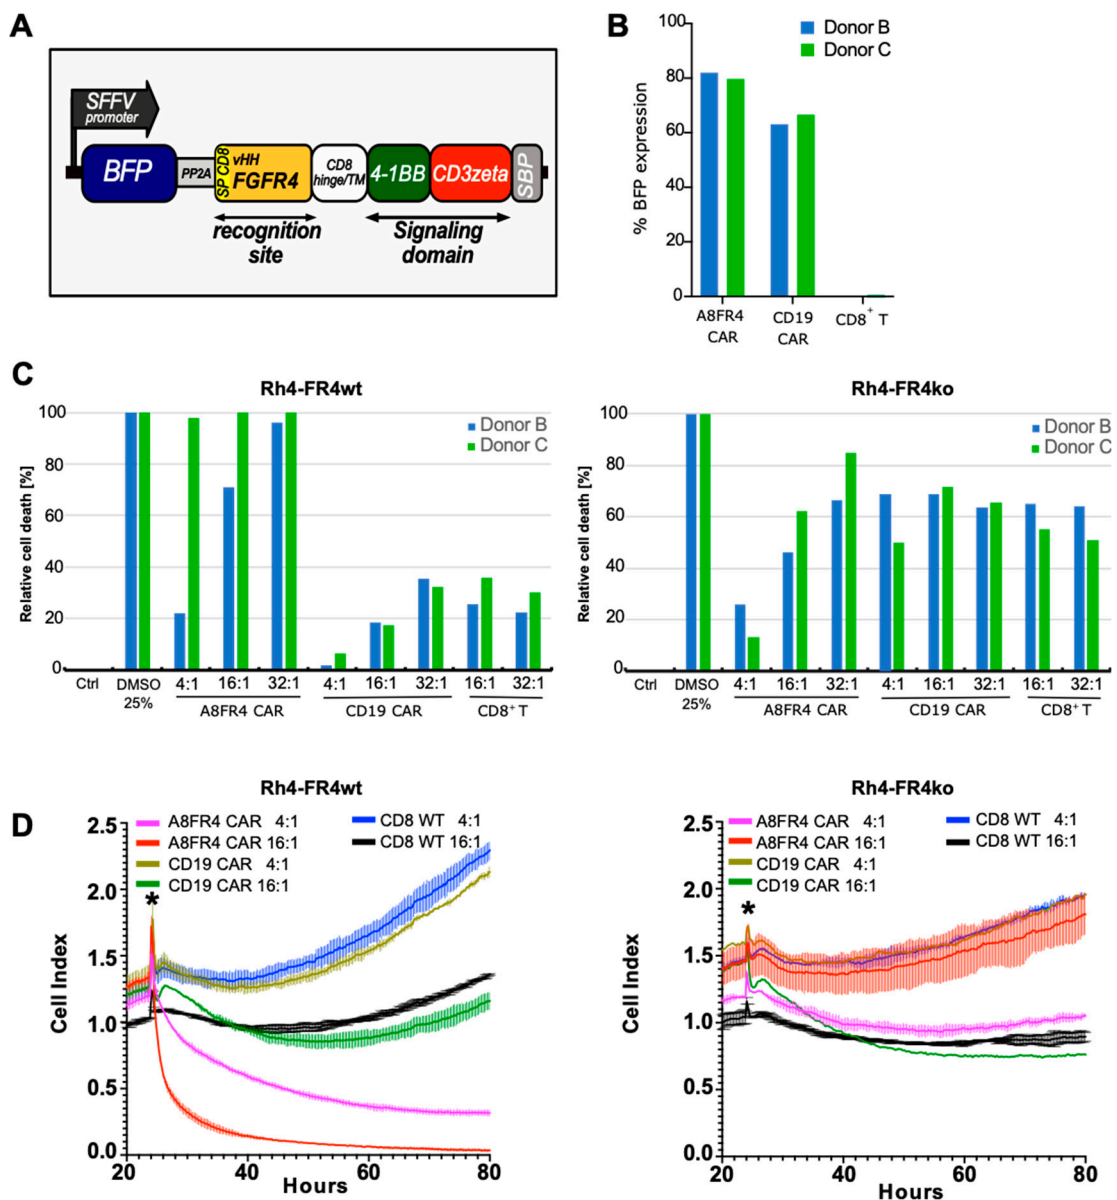 A
SFFV
promoter
BFP
PP2A
SP CD8
vHH
FGFR4
CD8
hinge/TM
4-1BB
CD3zeta
SBP
recognition
site
Signaling
domain
B
Donor B
Donor C
% BFP expression
100
80
60
40
20
0
A8FR4
CAR
CD19
CAR
CD8+ T
C
Rh4-FR4wt
Relative cell death [%]
100
80
60
40
20
0
Donor B
Donor C
Ctrl
DMSO
25%
4:1 16:1 32:1
A8FR4 CAR
4:1 16:1 32:1
CD19 CAR
16:1 32:1
CD8+ T
Rh4-FR4ko
Relative cell death [%]
100
80
60
40
20
0
Donor B
Donor C
Ctrl
DMSO
25%
4:1 16:1 32:1
A8FR4 CAR
4:1 16:1 32:1
CD19 CAR
16:1 32:1
CD8+ T
D
Rh4-FR4wt
A8FR4 CAR 4:1
A8FR4 CAR 16:1
CD19 CAR 4:1
CD19 CAR 16:1
CD8 WT 4:1
CD8 WT 16:1
*
Cell Index
2.5
2.0
1.5
1.0
0.5
0.0
20 40 60 80
Hours
Rh4-FR4ko
A8FR4 CAR 4:1
A8FR4 CAR 16:1
CD19 CAR 4:1
CD19 CAR 16:1
CD8 WT 4:1
CD8 WT 16:1
*
Cell Index
2.5
2.0
1.5
1.0
0.5
0.0
20 40 60 80
Hours